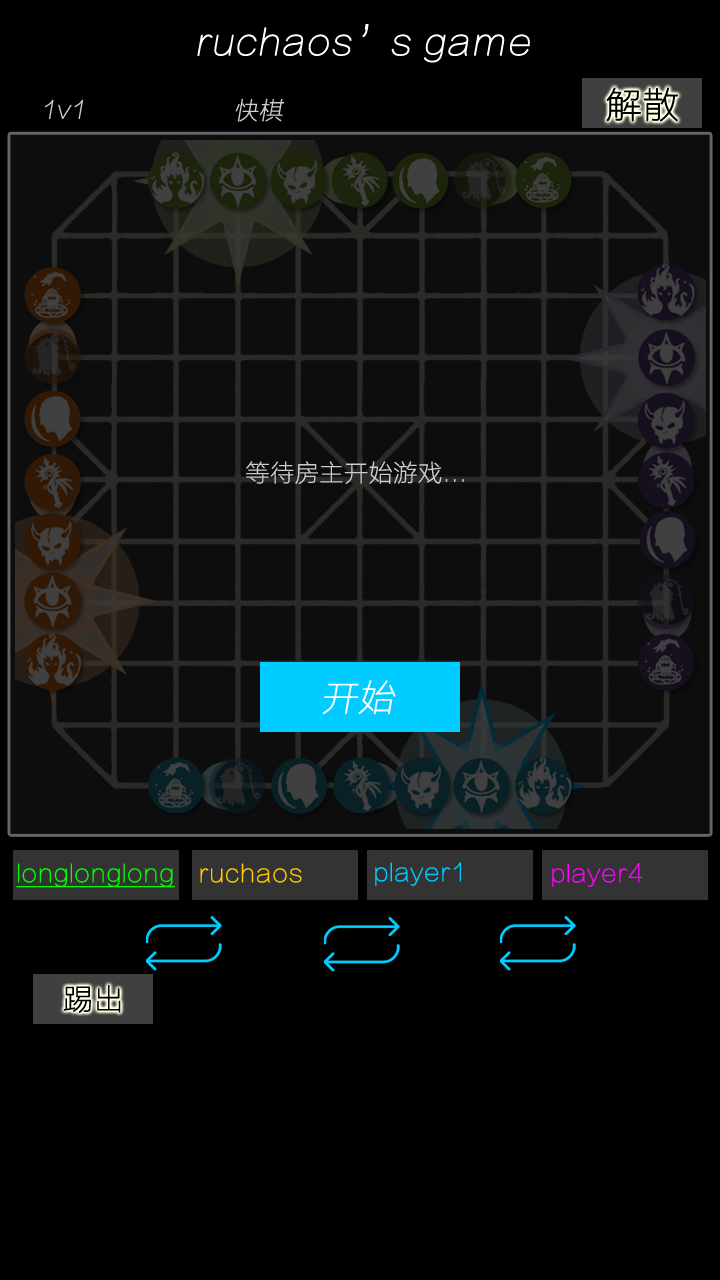 ruchaos’s game
1v1
快棋
解散
等待房主开始游戏...
开始
longlonglong
ruchaos
player1
player4
踢出